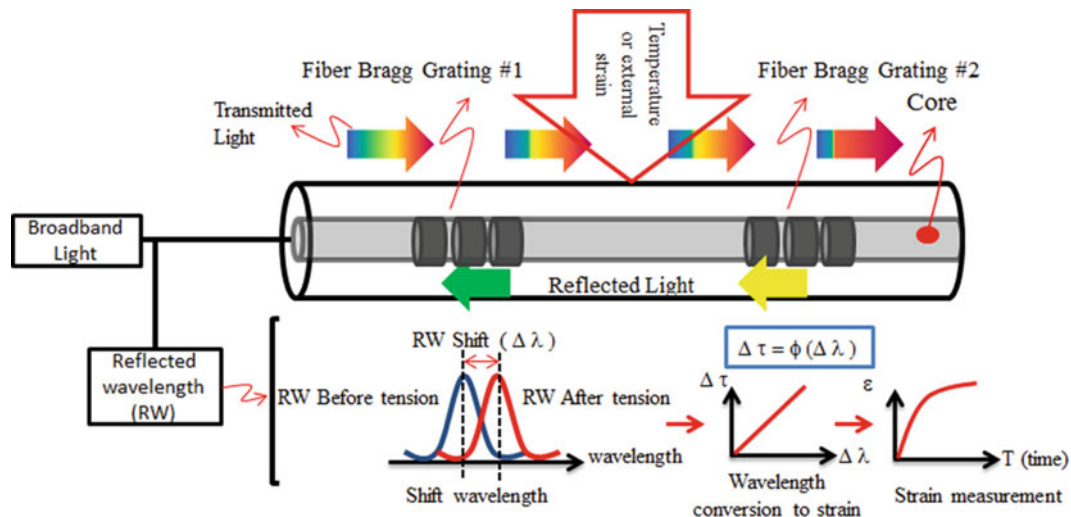 Fiber Bragg Grating #1
Temperature
or external
strain
Fiber Bragg Grating #2
Core
Transmitted
Light
Broadband
Light
Reflected Light
Reflected
wavelength
(RW)
RW
Shift (Δλ)
RW Before tension
RW After tension
wavelength
Shift wavelength
Δτ = ϕ (Δλ)
Δτ
Δλ
Wavelength
conversion to strain
ε
T (time)
Strain measurement